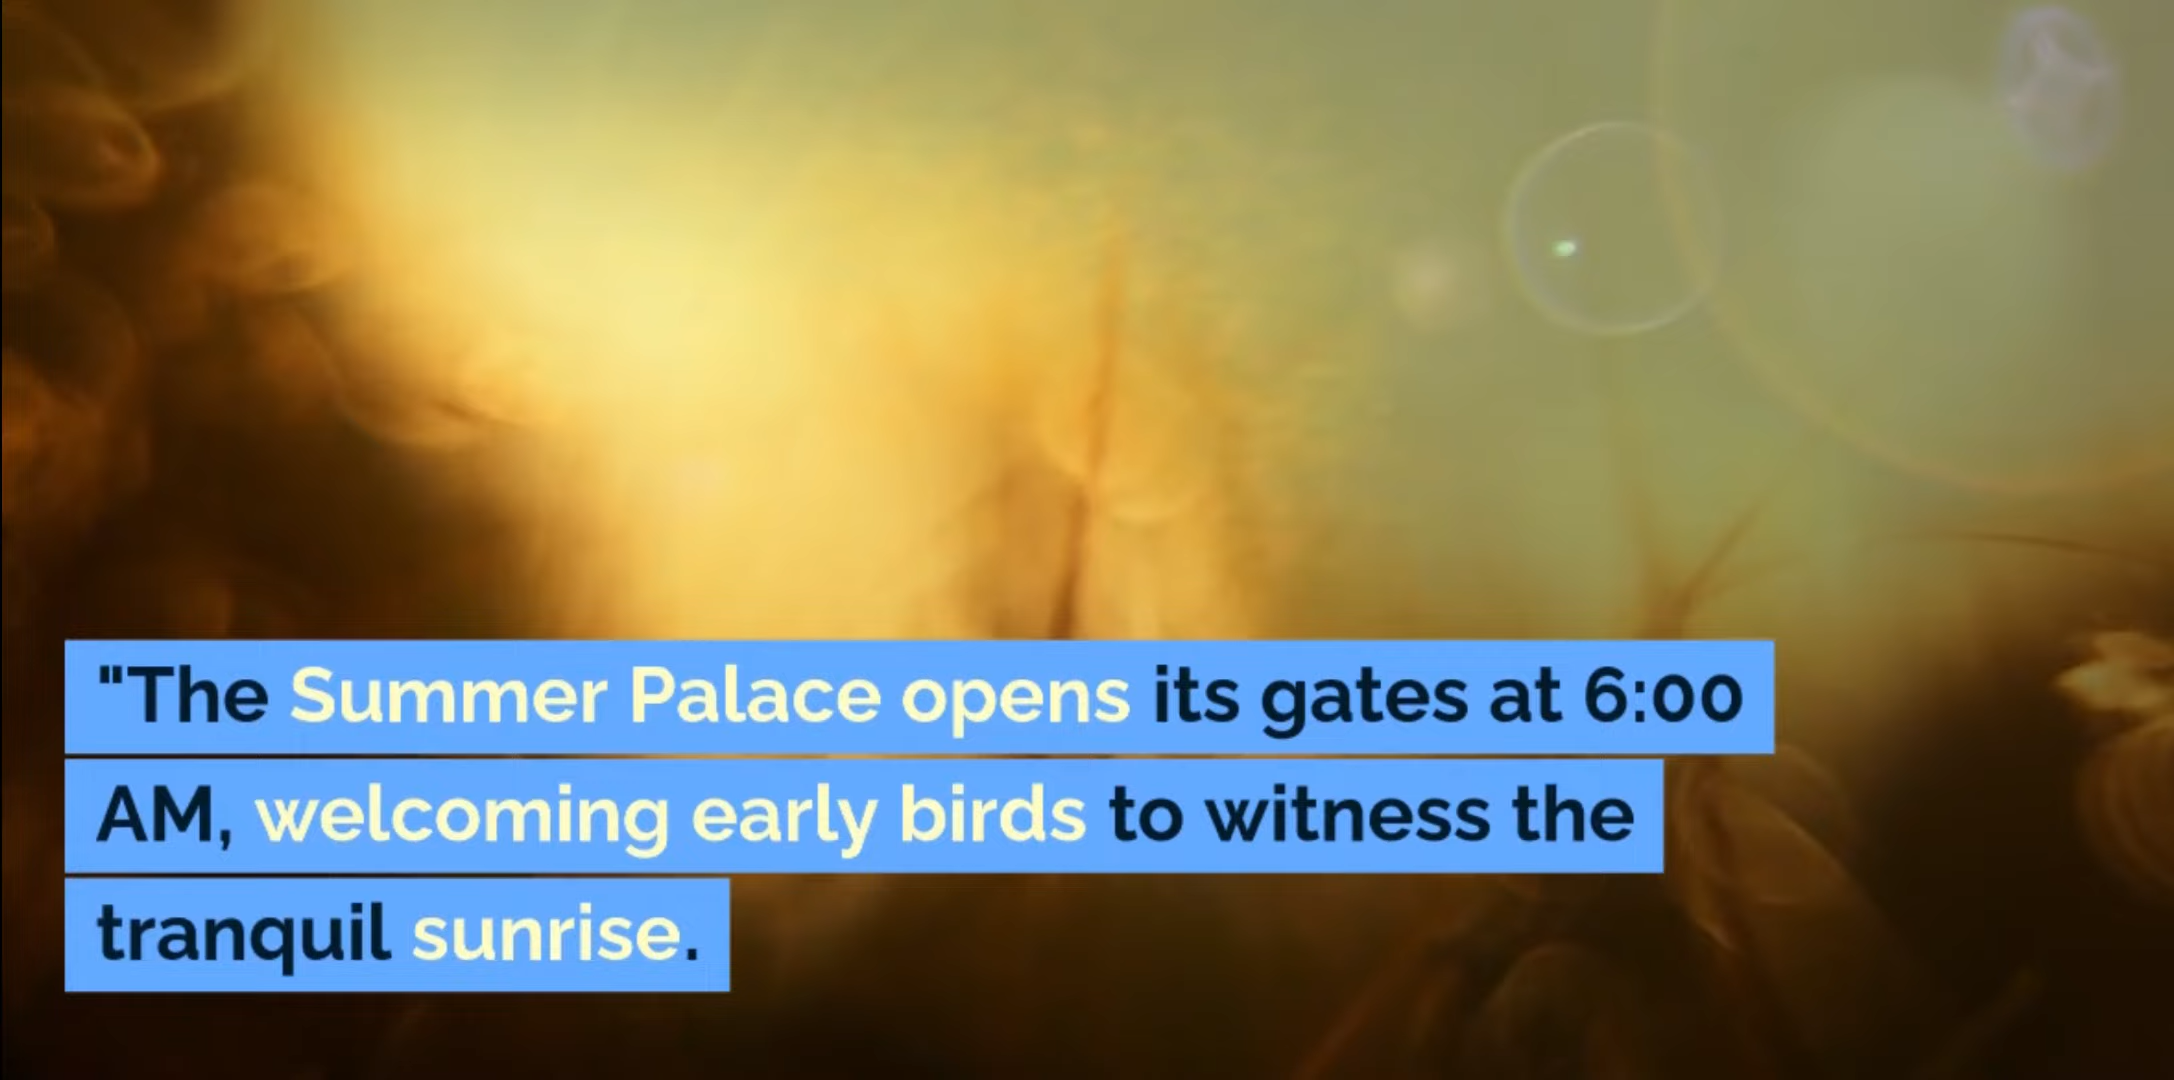 "The Summer Palace opens its gates at 6:00
AM, welcoming early birds to witness the
tranquil sunrise.